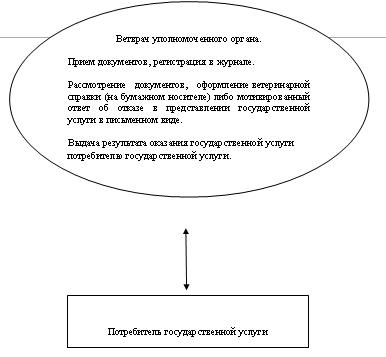 Ветврач уполномоченного органа.
Прием документов, регистрация в журнале.
Рассмотрение документов, оформление ветеринарной
справки (на бумажном носителе) либо мотивированный
ответ об отказе в представлении государственной
услуги в письменном виде.
Выдача результата оказания государственной услуги
потребителю государственной услуги.
Потребитель государственной услуги